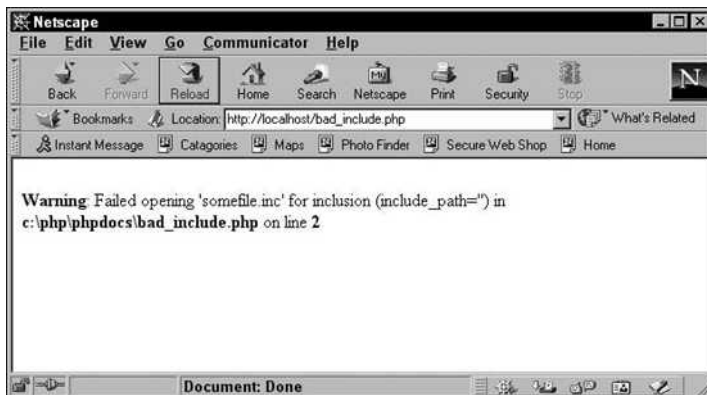 Netscape
File Edit View Go Communicator Help
Back Forward Reload Home Search Netscape Print Security Stop
My
N
Bookmarks Location: http://localhost/bad_include.php What's Related
Instant Message Catagories Maps Photo Finder Secure Web Shop Home
Warning: Failed opening 'somefile.inc' for inclusion (include_path='') in
c:\php\phpdocs\bad_include.php on line 2
Document: Done